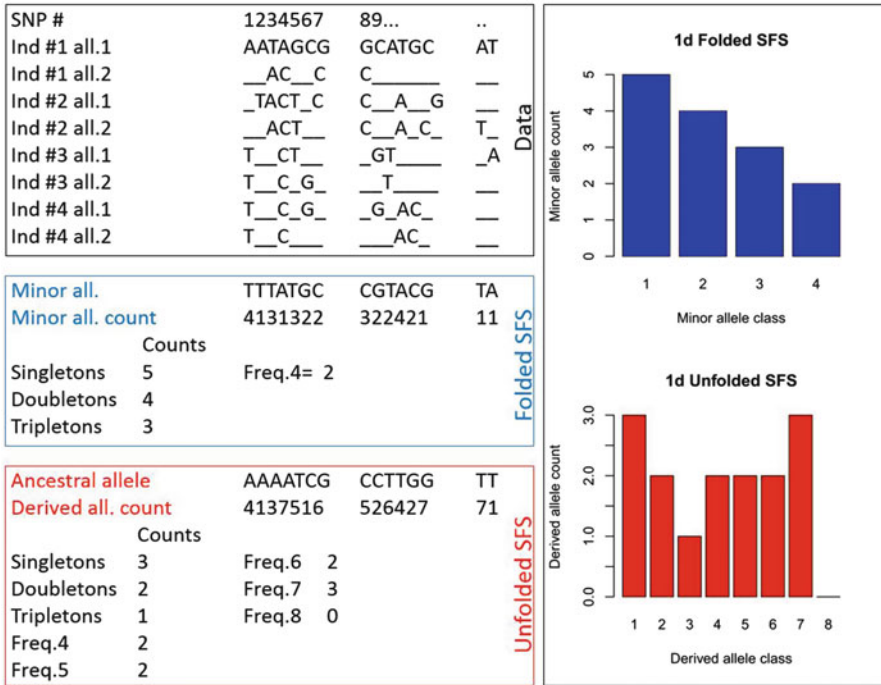 SNP # 1234567 89... ..
Ind #1 all.1 AATAGCG GCATGC AT
Ind #1 all.2 __AC__C C_____ __
Ind #2 all.1 _TACT_C C__A__G __
Ind #2 all.2 __ACT__ C__A_C_ T_
Ind #3 all.1 T__CT__ _GT____ _A
Ind #3 all.2 T__C_G_ __T____ __
Ind #4 all.1 T__C_G_ _G_AC_ __
Ind #4 all.2 T__C___ ___AC_ __
Data
Minor all. TTTATGC CGTACG TA
Minor all. count 4131322 322421 11
Counts
Singletons 5 Freq.4= 2
Doubletons 4
Tripletons 3
Folded SFS
Ancestral allele AAAATCG CCTTGG TT
Derived all. count 4137516 526427 71
Counts
Singletons 3 Freq.6 2
Doubletons 2 Freq.7 3
Tripletons 1 Freq.8 0
Freq.4 2
Freq.5 2
Unfolded SFS
1d Folded SFS
Minor allele count
5
4
3
2
1
0
1 2 3 4
Minor allele class
1d Unfolded SFS
Derived allele count
3.0
2.0
1.0
0.0
1 2 3 4 5 6 7 8
Derived allele class